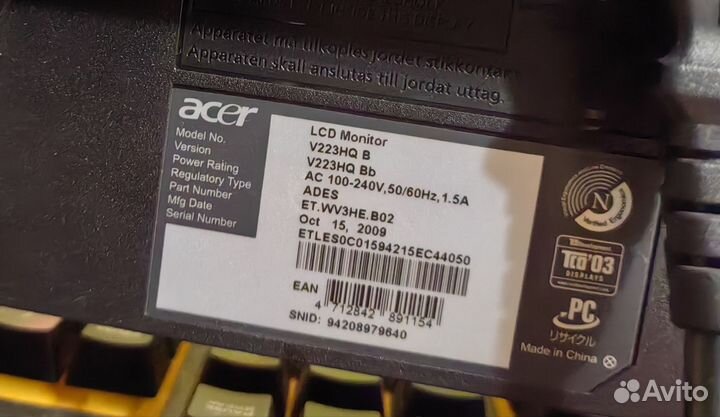 Apparatet må tilkoples jordet stikkontakt
Apparaten skall anslutas till jordat uttag.
acer
LCD Monitor
Model No. V223HQ B
Version V223HQ Bb
Power Rating AC 100-240V,50/60Hz,1.5A
Regulatory Type ADES
Part Number ET.WV3HE.B02
Mfg Date Oct 15, 2009
Serial Number ETLES0C01594215EC44050
EAN
4 712842 891154
SNID: 94208979640
N
Verified Ergonomics
Development
TCO'03
DISPLAYS
PC
リサイクル
Made in China
Avito